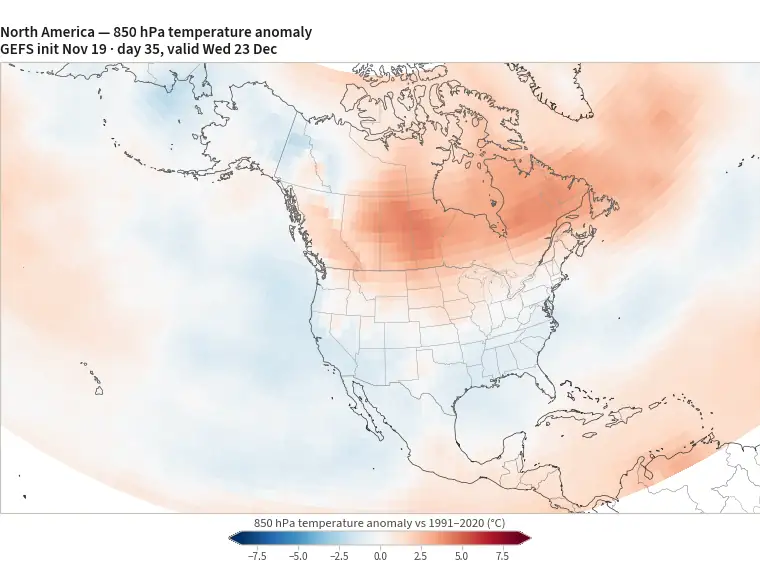 North America — 850 hPa temperature anomaly
GEFS init Nov 19 · day 35, valid Wed 23 Dec
850 hPa temperature anomaly vs 1991–2020 (°C)
−7.5 −5.0 −2.5 0.0 2.5 5.0 7.5